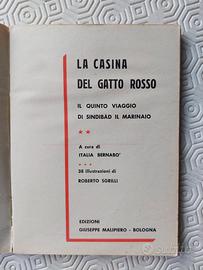 LA CASINA
DEL GATTO ROSSO
IL QUINTO VIAGGIO
DI SINDIBÀD IL MARINAIO
A cura di
ITALIA BERNABO'
38 illustrazioni di
ROBERTO SGRILLI
EDIZIONI
GIUSEPPE MALIPIERO - BOLOGNA